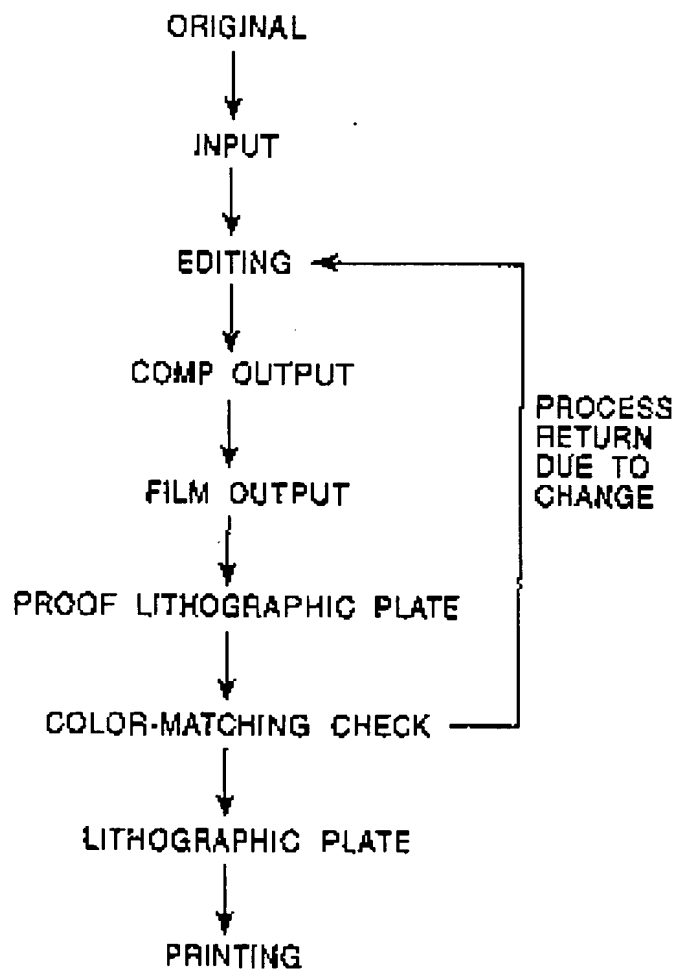 ORIGINAL
INPUT
EDITING
COMP OUTPUT
FILM OUTPUT
PROOF LITHOGRAPHIC PLATE
COLOR-MATCHING CHECK
LITHOGRAPHIC PLATE
PRINTING
PROCESS
RETURN
DUE TO
CHANGE